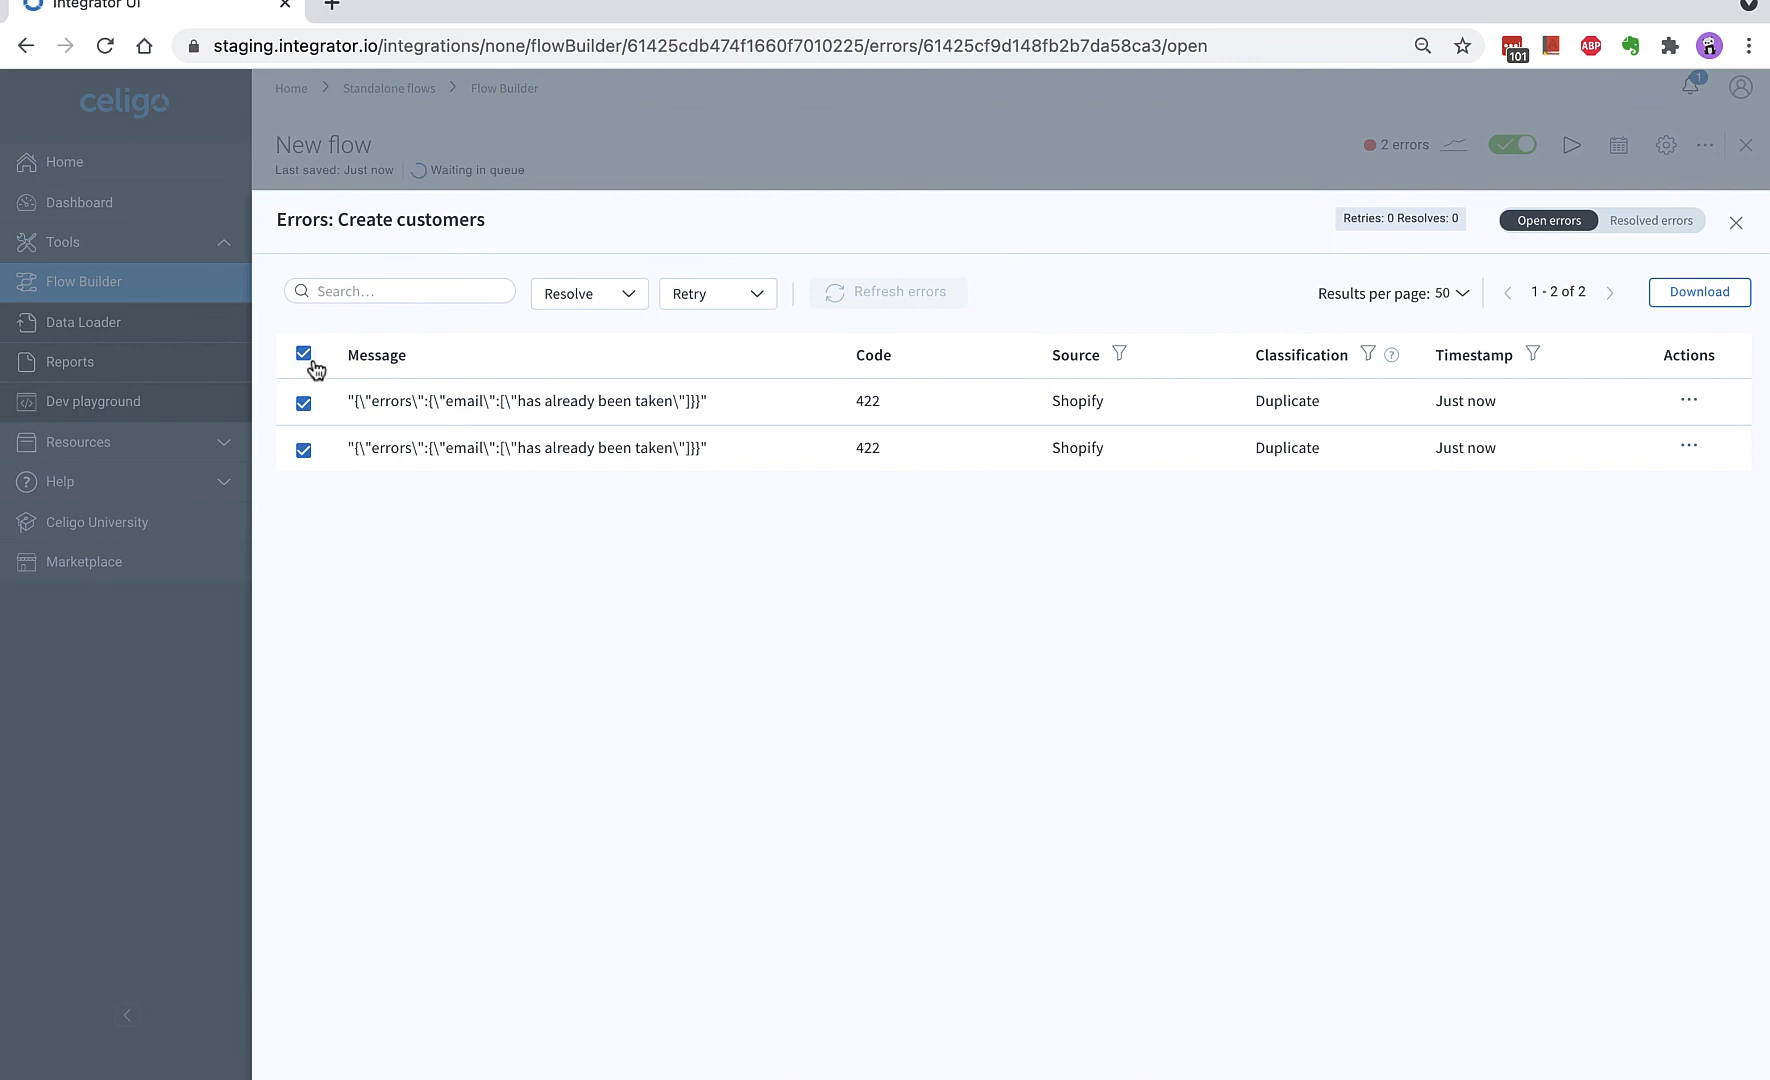 Integrator UI
staging.integrator.io/integrations/none/flowBuilder/61425cdb474f1660f7010225/errors/61425cf9d148fb2b7da58ca3/open
101
ABP
celigo
Home
Dashboard
Tools
Flow Builder
Data Loader
Reports
Dev playground
Resources
Help
Celigo University
Marketplace
Home Standalone flows Flow Builder
1
New flow
2 errors
Last saved: Just now Waiting in queue
Errors: Create customers
Retries: 0 Resolves: 0
Open errors Resolved errors
Search...
Resolve
Retry
Refresh errors
Results per page: 50
1 - 2 of 2
Download
Message Code Source Classification Timestamp Actions
"{\"errors\":{\"email\":[\"has already been taken\"]}}" 422 Shopify Duplicate Just now ...
"{\"errors\":{\"email\":[\"has already been taken\"]}}" 422 Shopify Duplicate Just now ...